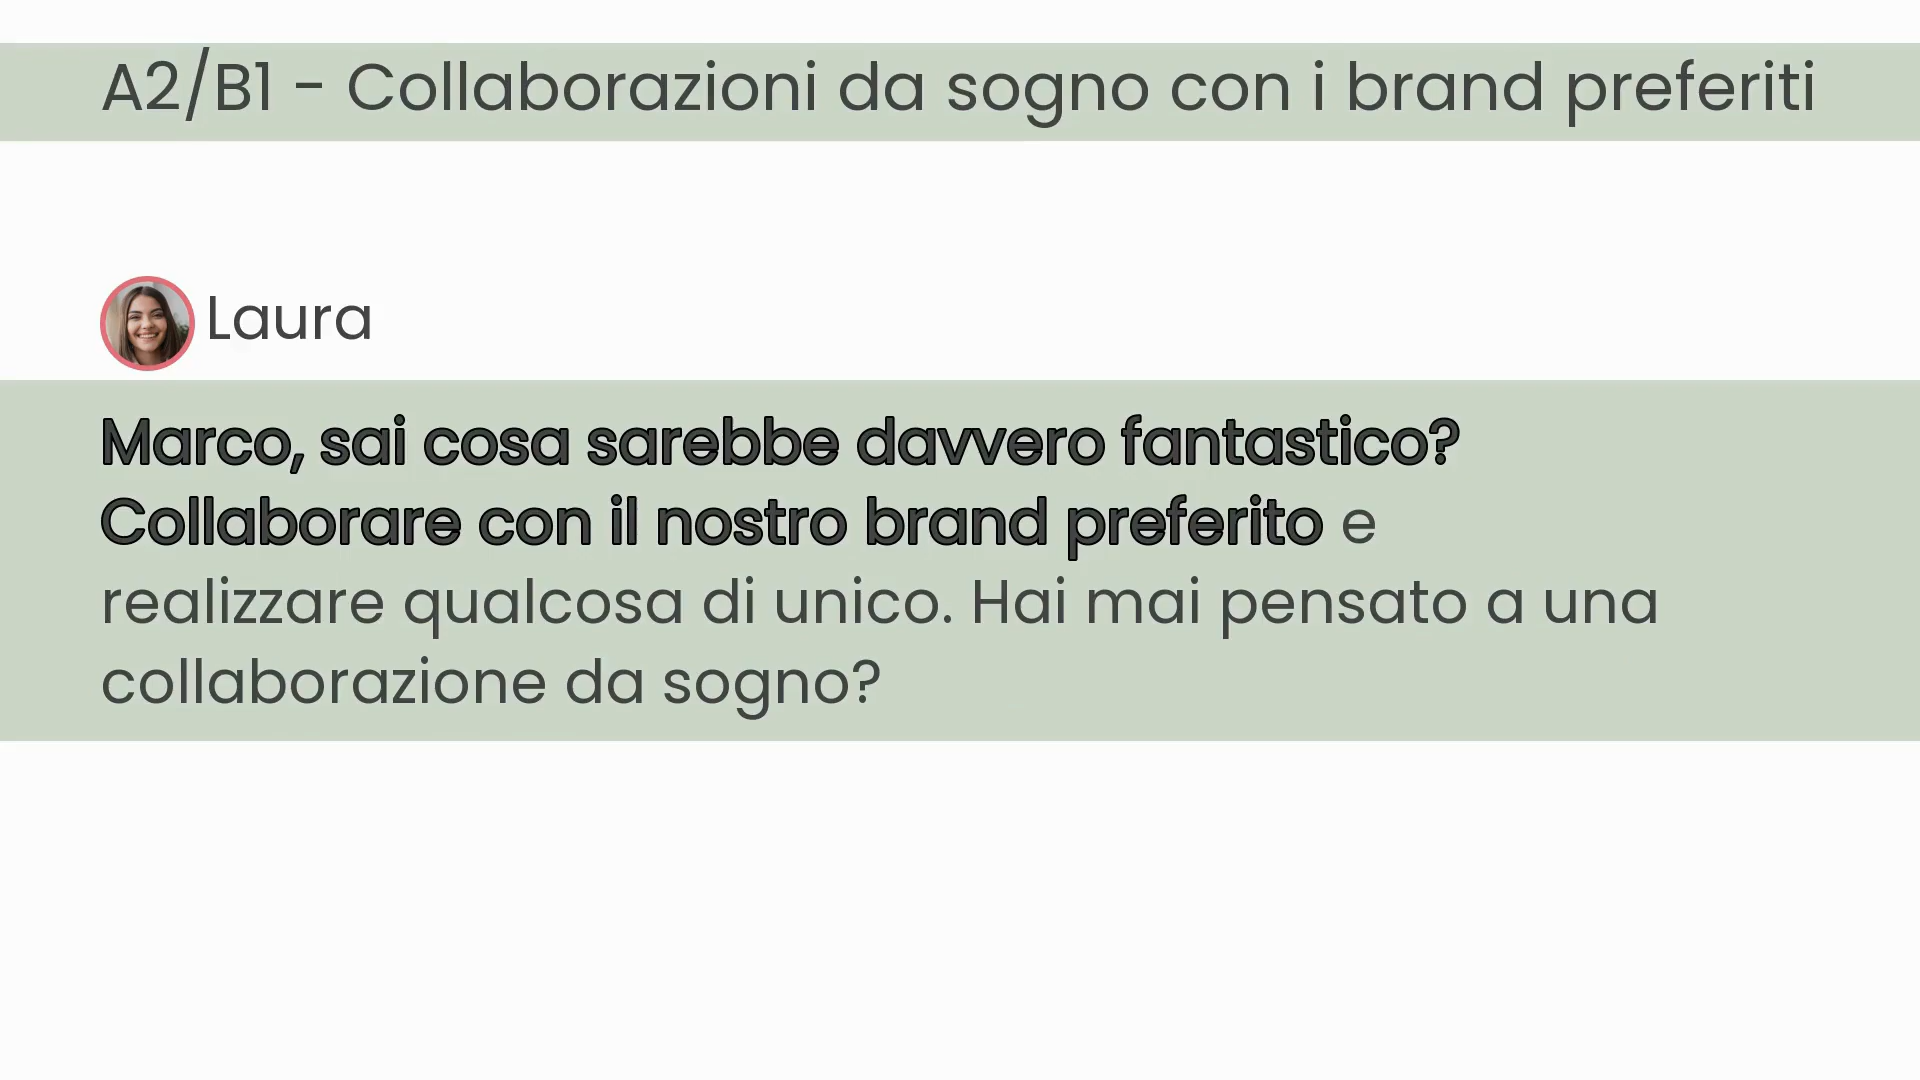 A2/B1 - Collaborazioni da sogno con i brand preferiti
Laura
Marco, sai cosa sarebbe davvero fantastico?
Collaborare con il nostro brand preferito e
realizzare qualcosa di unico. Hai mai pensato a una
collaborazione da sogno?